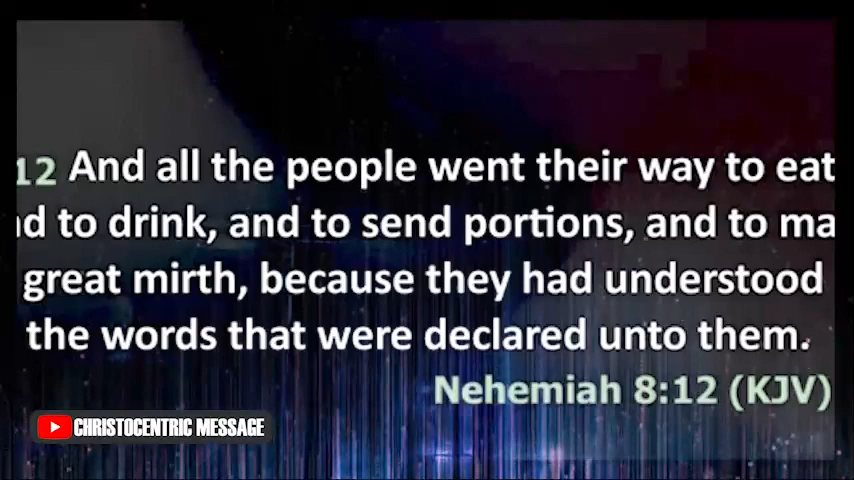 12 And all the people went their way to eat
to drink, and to send portions, and to
great mirth, because they had understood
the words that were declared unto them.
Nehemiah 8:12 (KJV)
CHRISTOCENTRIC MESSAGE